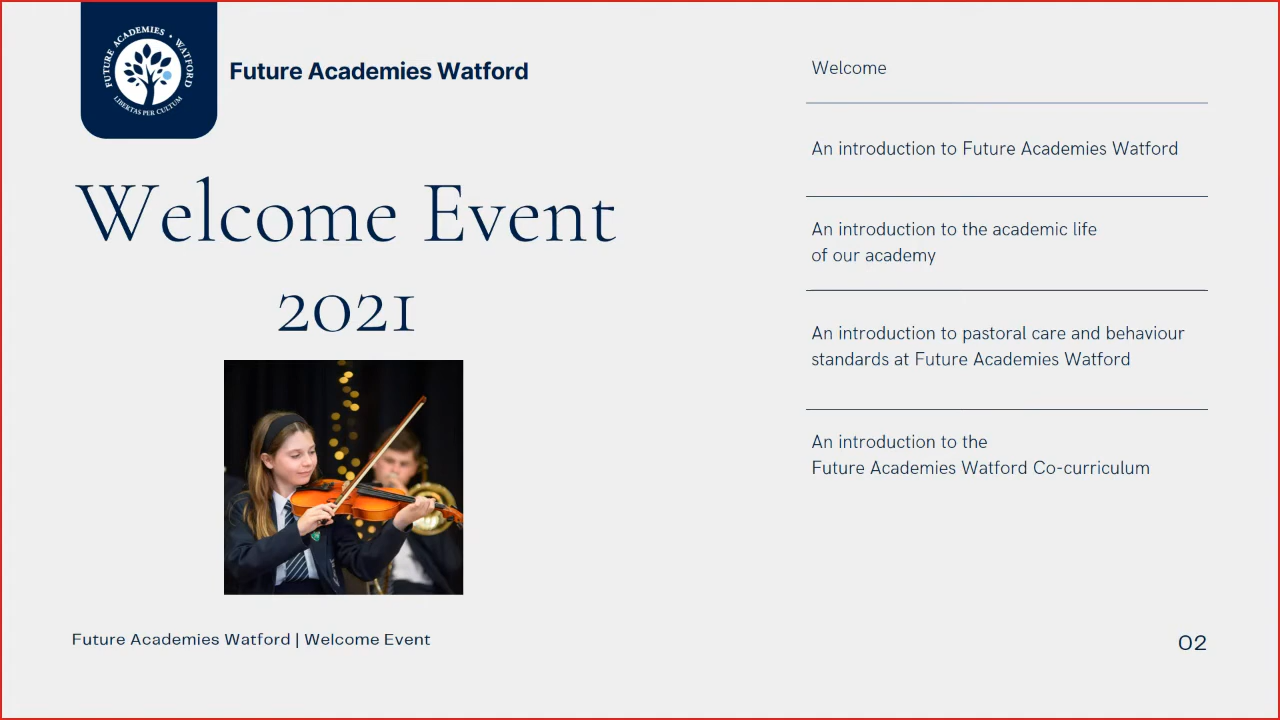 FUTURE ACADEMIES • WATFORD
LIBERTAS PER CULTUM
Future Academies Watford
Welcome Event
2021
Future Academies Watford | Welcome Event
Welcome
An introduction to Future Academies Watford
An introduction to the academic life
of our academy
An introduction to pastoral care and behaviour
standards at Future Academies Watford
An introduction to the
Future Academies Watford Co-curriculum
02